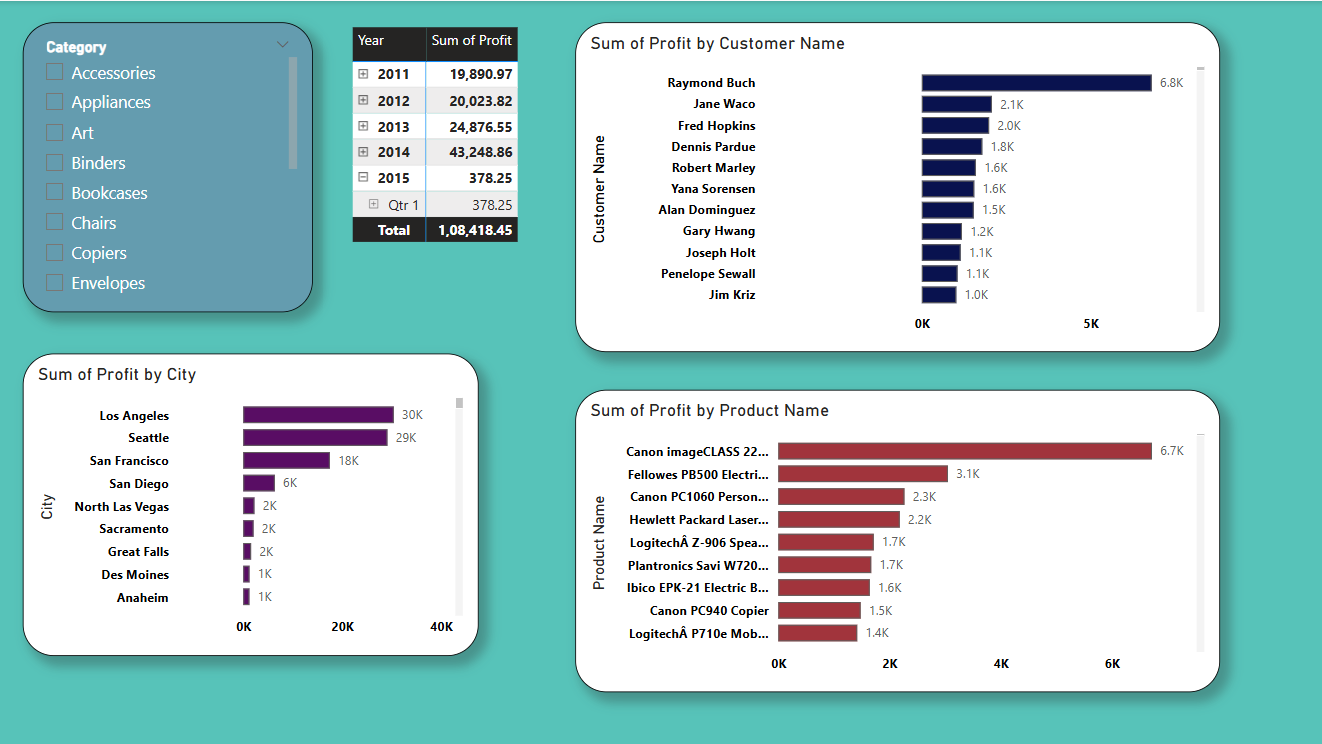 Category
Accessories
Appliances
Art
Binders
Bookcases
Chairs
Copiers
Envelopes
Year Sum of Profit
2011 19,890.97
2012 20,023.82
2013 24,876.55
2014 43,248.86
2015 378.25
Qtr 1 378.25
Total 1,08,418.45
Sum of Profit by Customer Name
Customer Name
Raymond Buch 6.8K
Jane Waco 2.1K
Fred Hopkins 2.0K
Dennis Pardue 1.8K
Robert Marley 1.6K
Yana Sorensen 1.6K
Alan Dominguez 1.5K
Gary Hwang 1.2K
Joseph Holt 1.1K
Penelope Sewall 1.1K
Jim Kriz 1.0K
0K 5K
Sum of Profit by City
City
Los Angeles 30K
Seattle 29K
San Francisco 18K
San Diego 6K
North Las Vegas 2K
Sacramento 2K
Great Falls 2K
Des Moines 1K
Anaheim 1K
0K 20K 40K
Sum of Profit by Product Name
Product Name
Canon imageCLASS 22... 6.7K
Fellowes PB500 Electri... 3.1K
Canon PC1060 Person... 2.3K
Hewlett Packard Laser... 2.2K
LogitechÂ Z-906 Spea... 1.7K
Plantronics Savi W720... 1.7K
Ibico EPK-21 Electric B... 1.6K
Canon PC940 Copier 1.5K
LogitechÂ P710e Mob... 1.4K
0K 2K 4K 6K